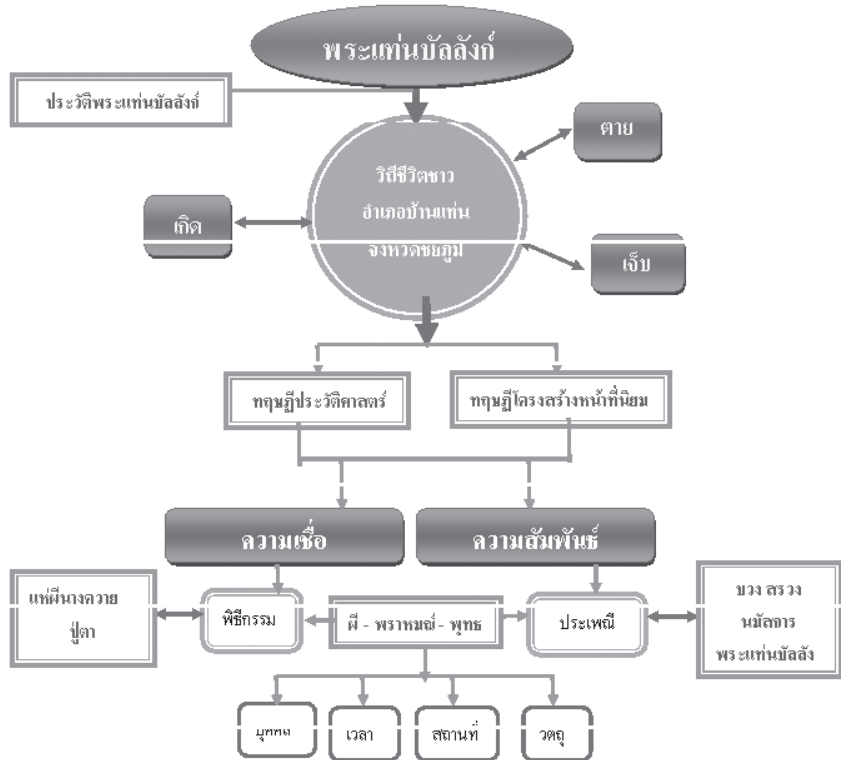 พระแท่นบัลลังก์
ประวัติพระแท่นบัลลังก์
ตาย
วิถีชีวิตชาว
อำเภอบ้านแท่น
จังหวัดชัยภูมิ
เกิด
เจ็บ
ทฤษฎีประวัติศาสตร์
ทฤษฎีโครงสร้างหน้าที่นิยม
ความเชื่อ
ความสัมพันธ์
แห่ผีนางควาย
ปู่ตา
พิธีกรรม
ผี - พราหมณ์ - พุทธ
ประเพณี
บวง สรวง
นมัสการ
พระแท่นบัลลัง
เวลา
สถานที่
วตถุ